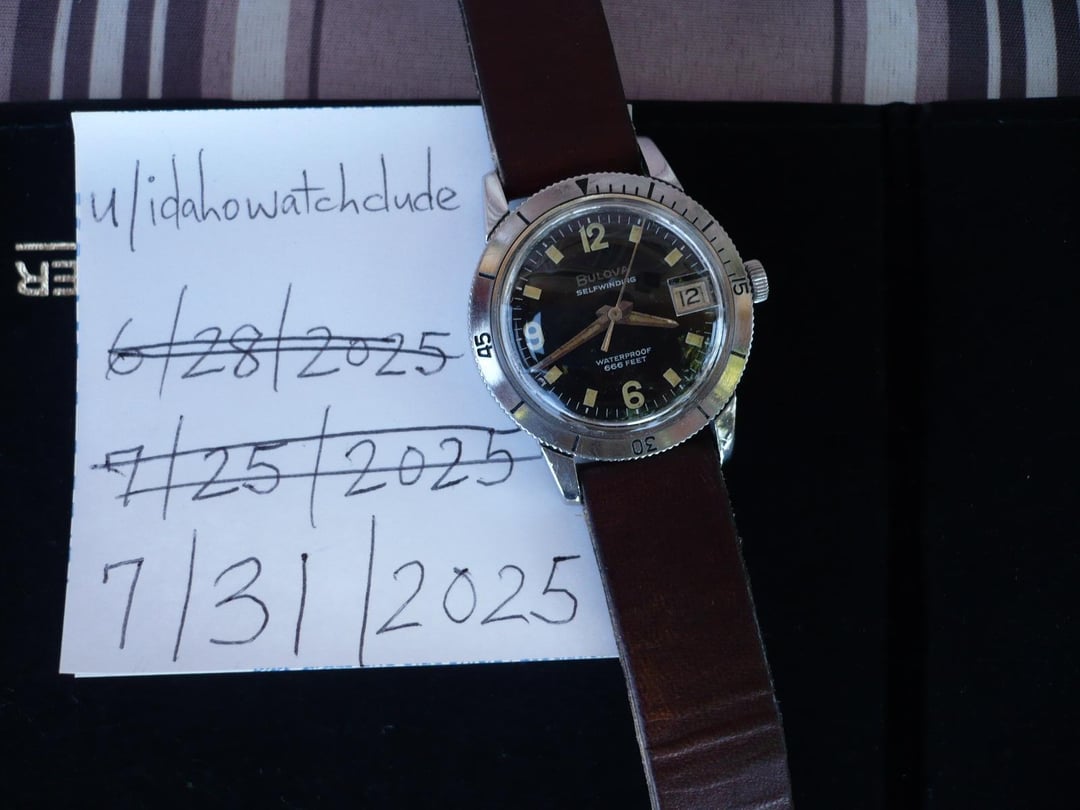 u/idahowatchdude
6/28/2025
7/25/2025
7/31/2025
ER
12
BULOVA
SELFWINDING
12
9
WATERPROOF
666 FEET
6
15
30
45